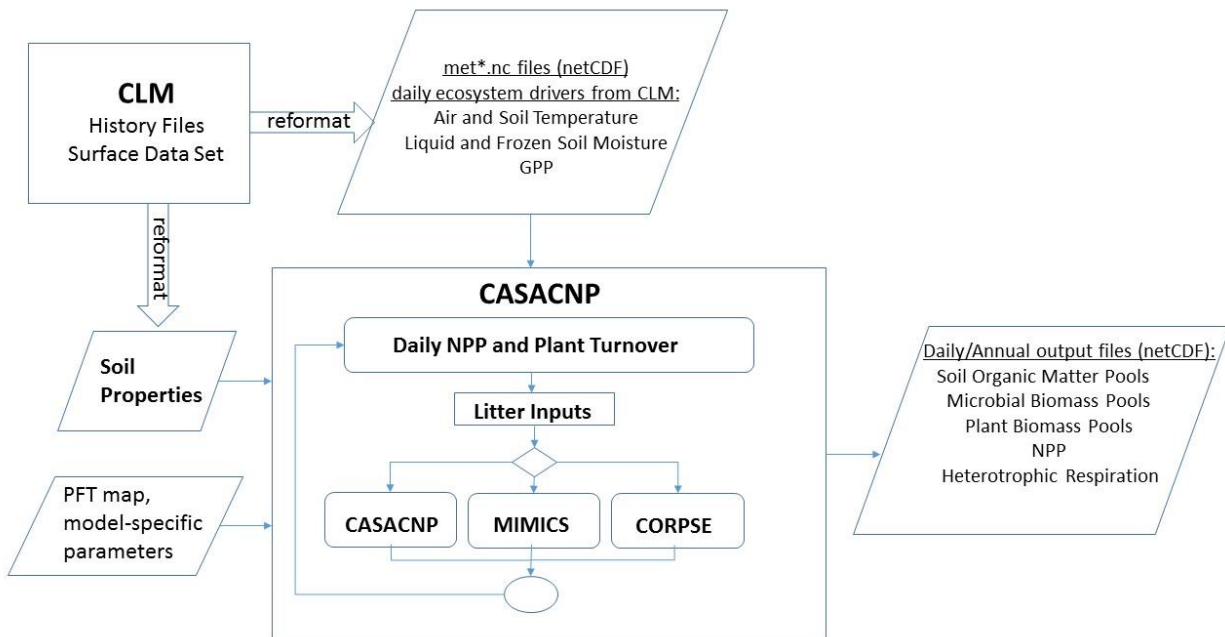 CLM
History Files
Surface Data Set
reformat
met*.nc files (netCDF)
daily ecosystem drivers from CLM:
Air and Soil Temperature
Liquid and Frozen Soil Moisture
GPP
reformat
Soil
Properties
PFT map,
model-specific
parameters
CASACNP
Daily NPP and Plant Turnover
Litter Inputs
CASACNP
MIMICS
CORPSE
Daily/Annual output files (netCDF):
Soil Organic Matter Pools
Microbial Biomass Pools
Plant Biomass Pools
NPP
Heterotrophic Respiration